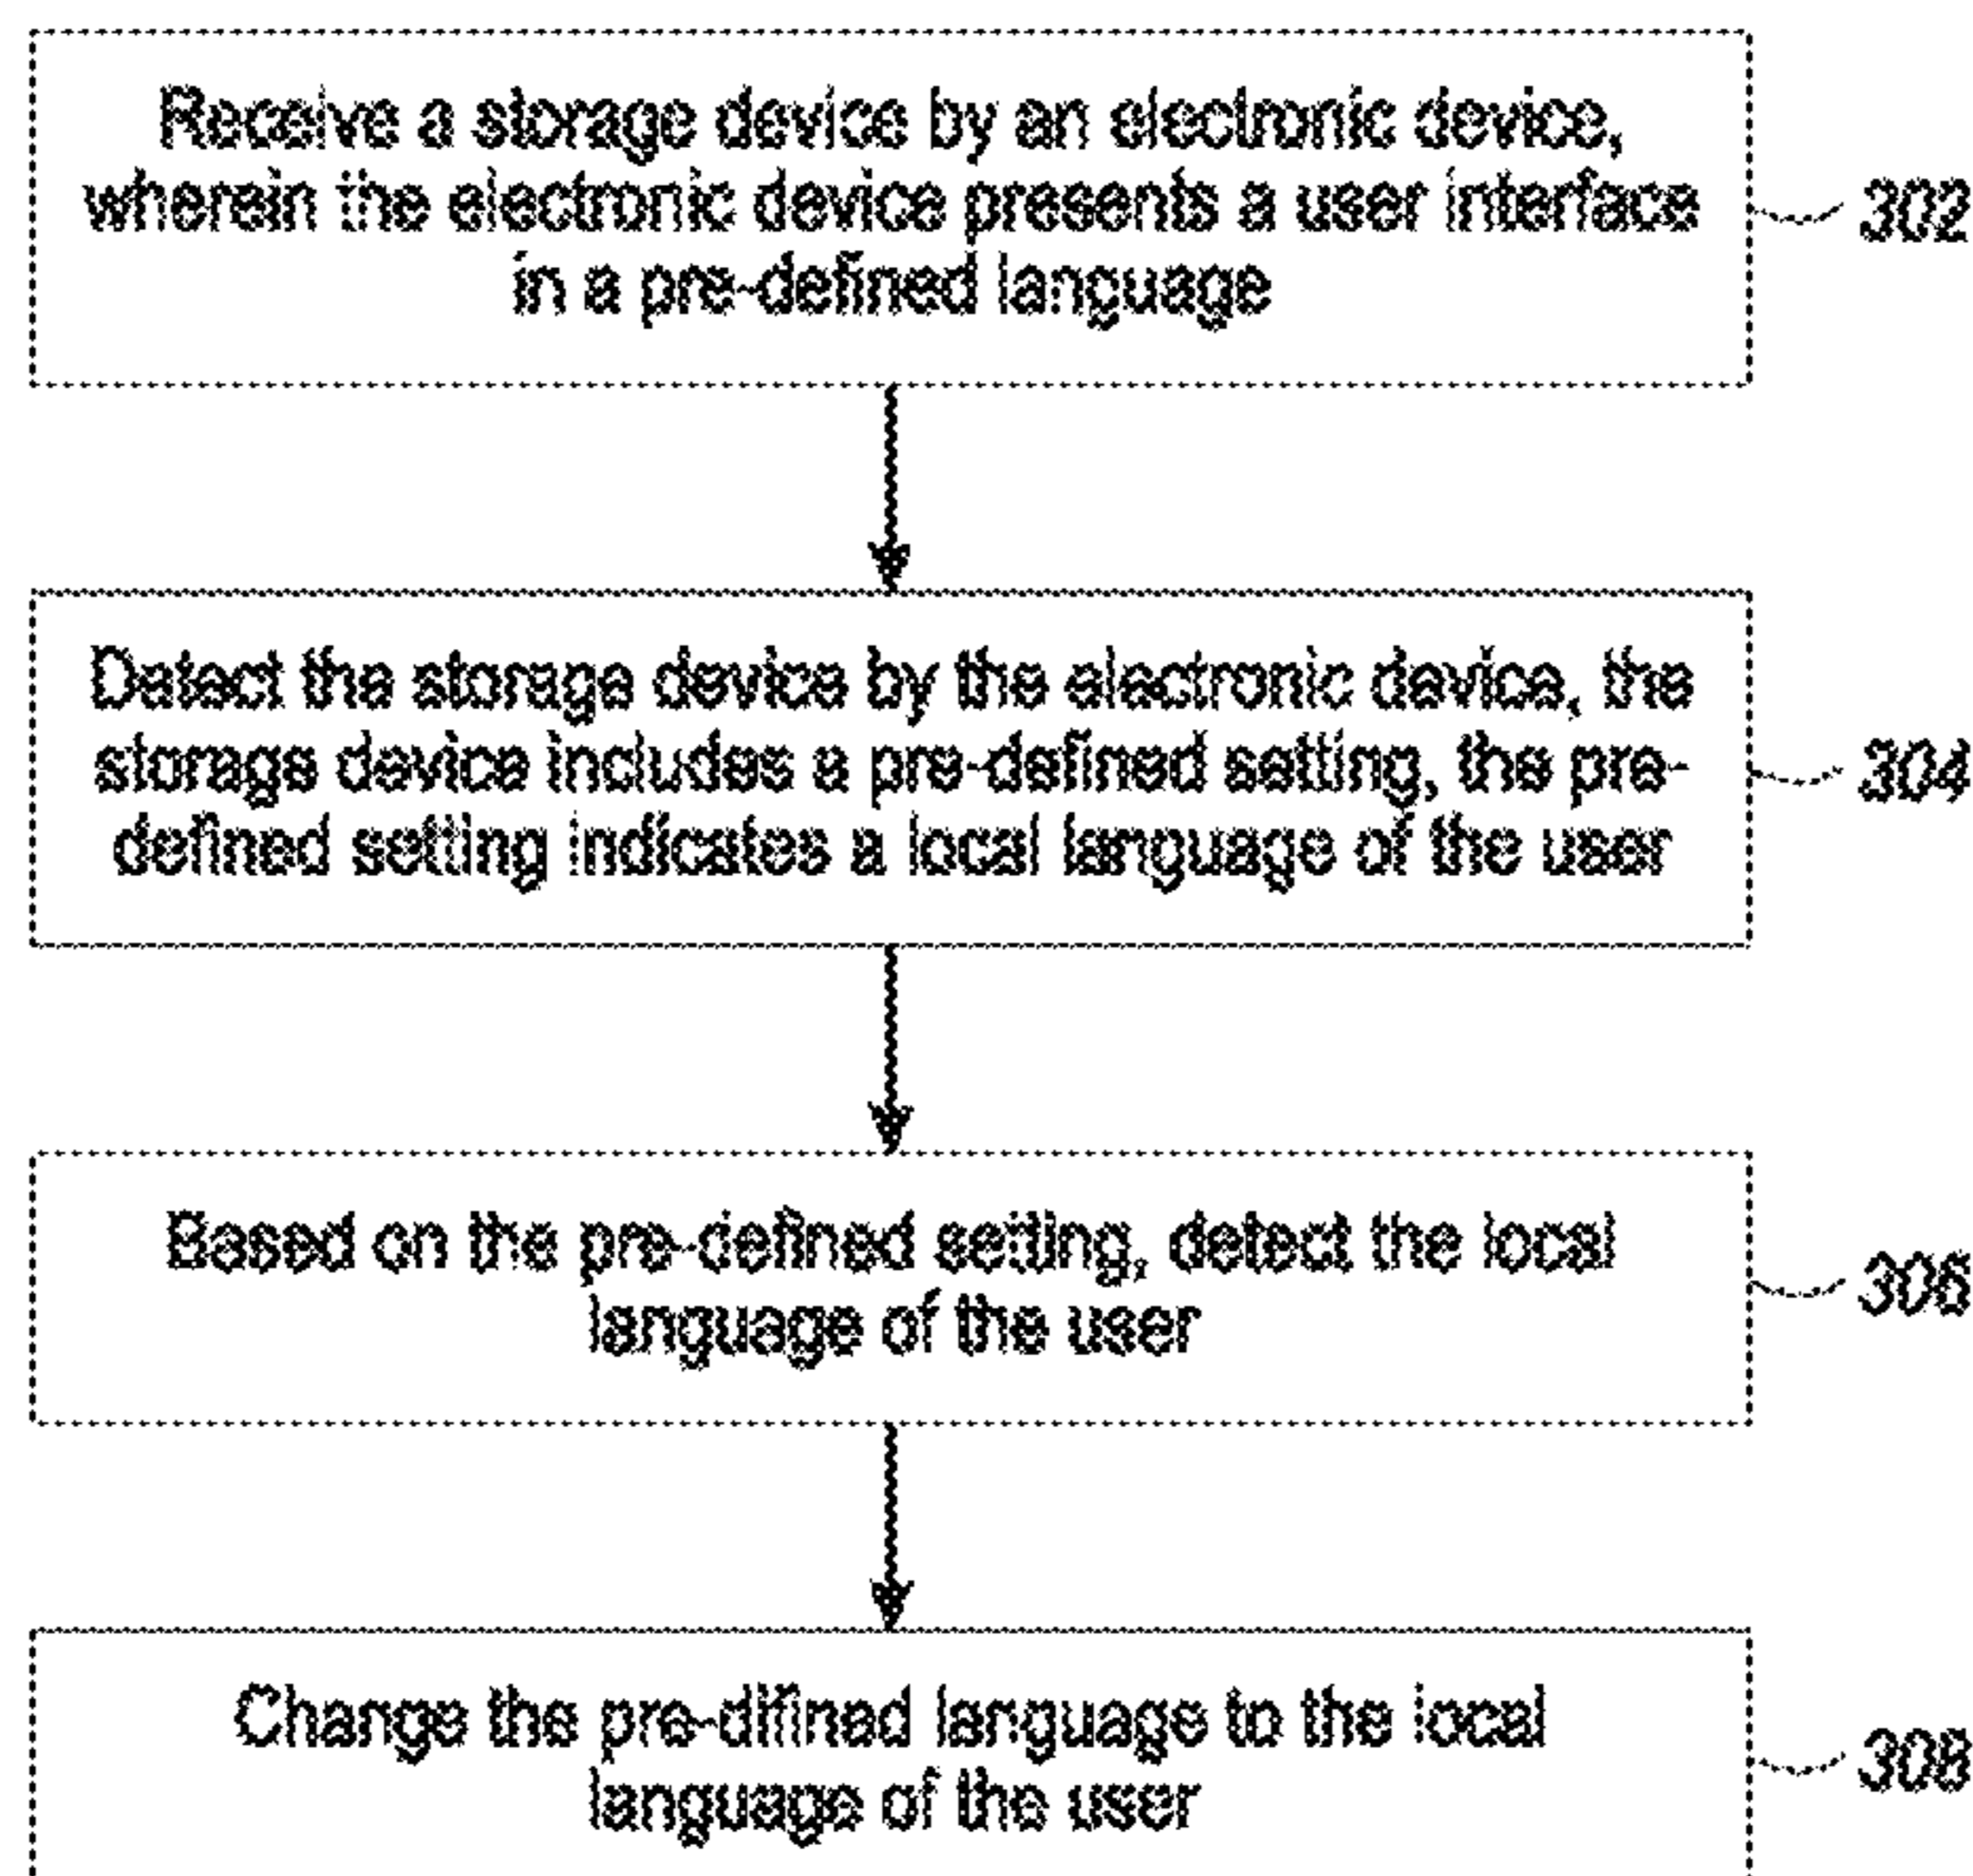 Receive a storage device by an electronic device,
wherein the electronic device presents a user interface
in a pre-defined language
302
Detect the storage device by the electronic device, the
storage device includes a pre-defined setting, the pre-
defined setting indicates a local language of the user
304
Based on the pre-defined setting, detect the local
language of the user
306
Change the pre-difined language to the local
language of the user
308